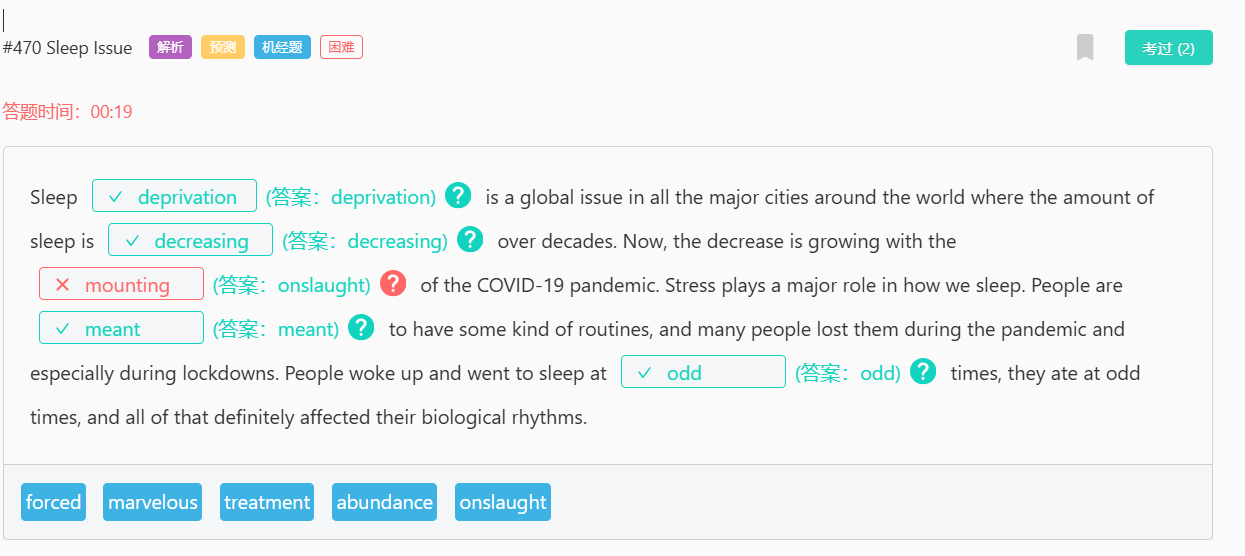 #470 Sleep Issue 解析 预测 机经题 困难 考过 (2)
答题时间：00:19
Sleep deprivation (答案：deprivation) ? is a global issue in all the major cities around the world where the amount of
sleep is decreasing (答案：decreasing) ? over decades. Now, the decrease is growing with the
mounting (答案：onslaught) ? of the COVID-19 pandemic. Stress plays a major role in how we sleep. People are
meant (答案：meant) ? to have some kind of routines, and many people lost them during the pandemic and
especially during lockdowns. People woke up and went to sleep at odd (答案：odd) ? times, they ate at odd
times, and all of that definitely affected their biological rhythms.
forced marvelous treatment abundance onslaught